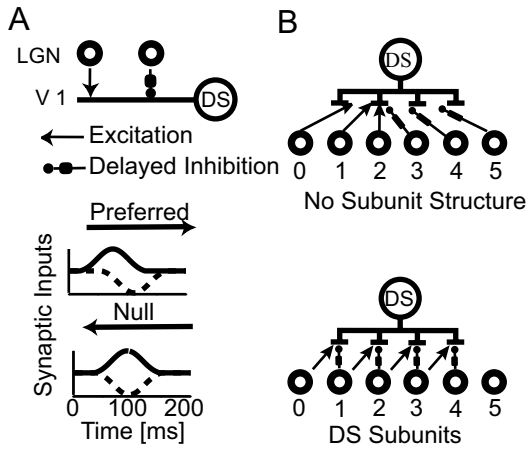 A
LGN
V 1
DS
Excitation
Delayed Inhibition
Preferred
Null
Synaptic Inputs
0 100 200
Time [ms]
B
DS
0 1 2 3 4 5
No Subunit Structure
DS
0 1 2 3 4 5
DS Subunits